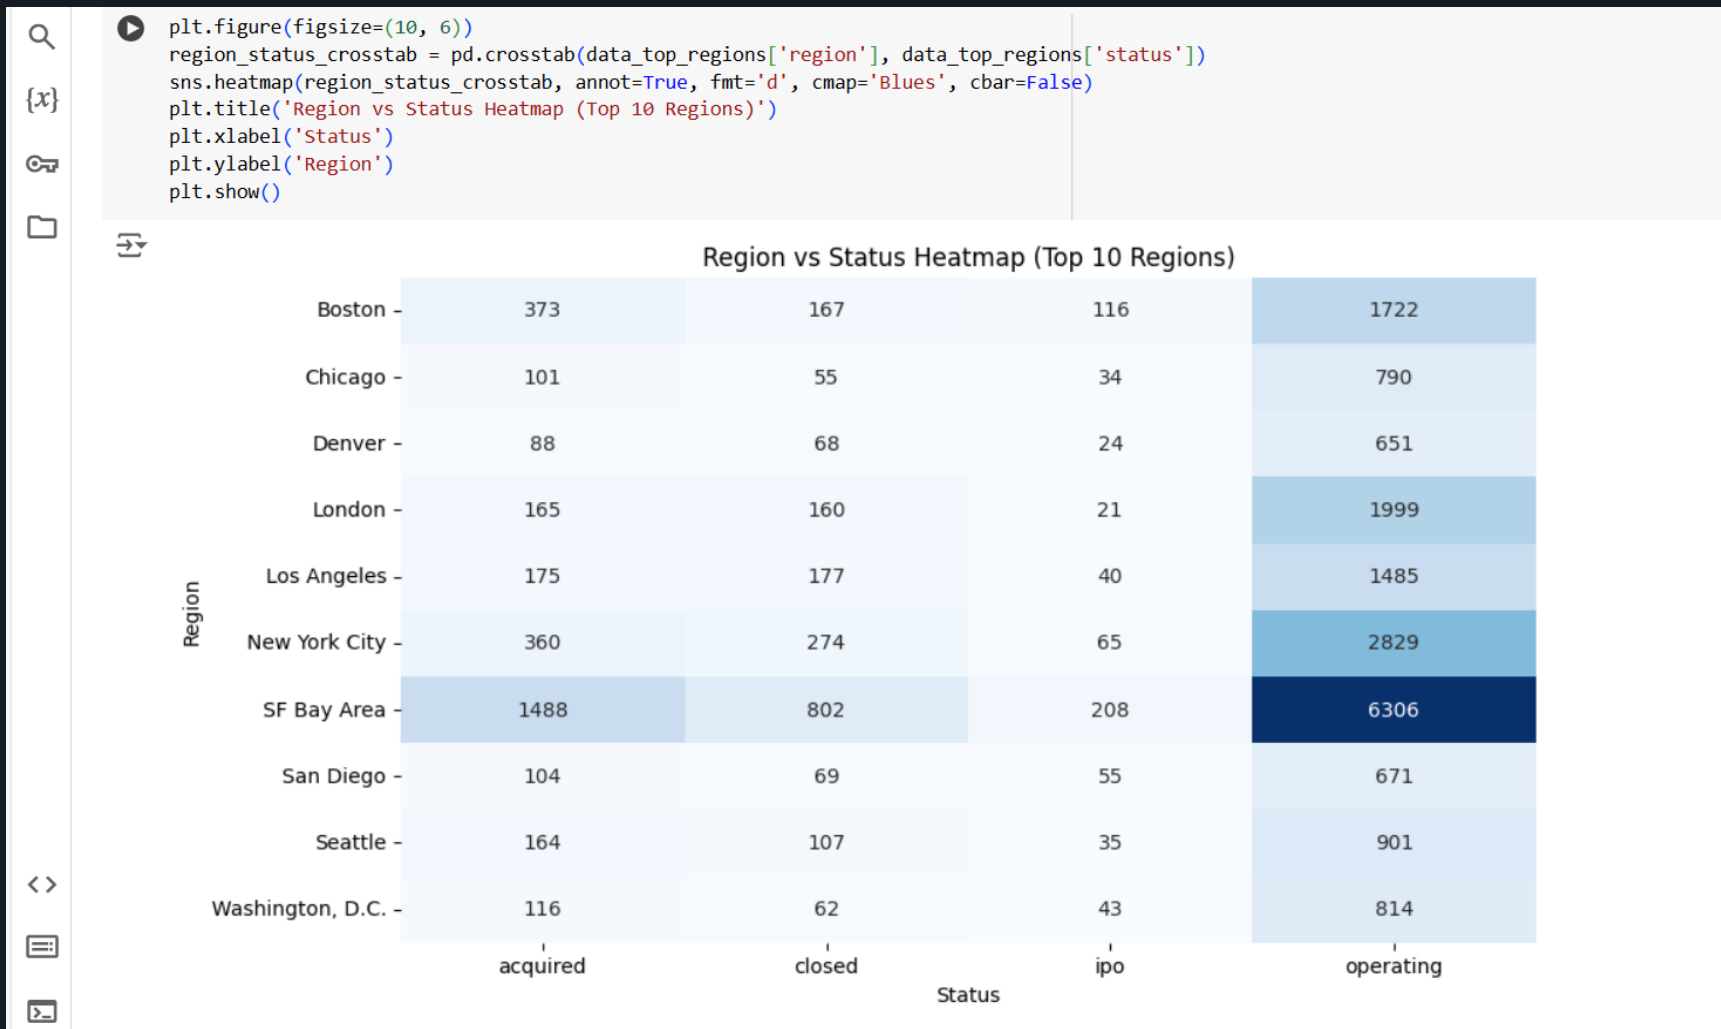 plt.figure(figsize=(10, 6))
region_status_crosstab = pd.crosstab(data_top_regions['region'], data_top_regions['status'])
sns.heatmap(region_status_crosstab, annot=True, fmt='d', cmap='Blues', cbar=False)
plt.title('Region vs Status Heatmap (Top 10 Regions)')
plt.xlabel('Status')
plt.ylabel('Region')
plt.show()
{x}
Region vs Status Heatmap (Top 10 Regions)
Boston 373 167 116 1722
Chicago 101 55 34 790
Denver 88 68 24 651
London 165 160 21 1999
Los Angeles 175 177 40 1485
Region
New York City 360 274 65 2829
SF Bay Area 1488 802 208 6306
San Diego 104 69 55 671
Seattle 164 107 35 901
Washington, D.C. 116 62 43 814
acquired closed ipo operating
Status